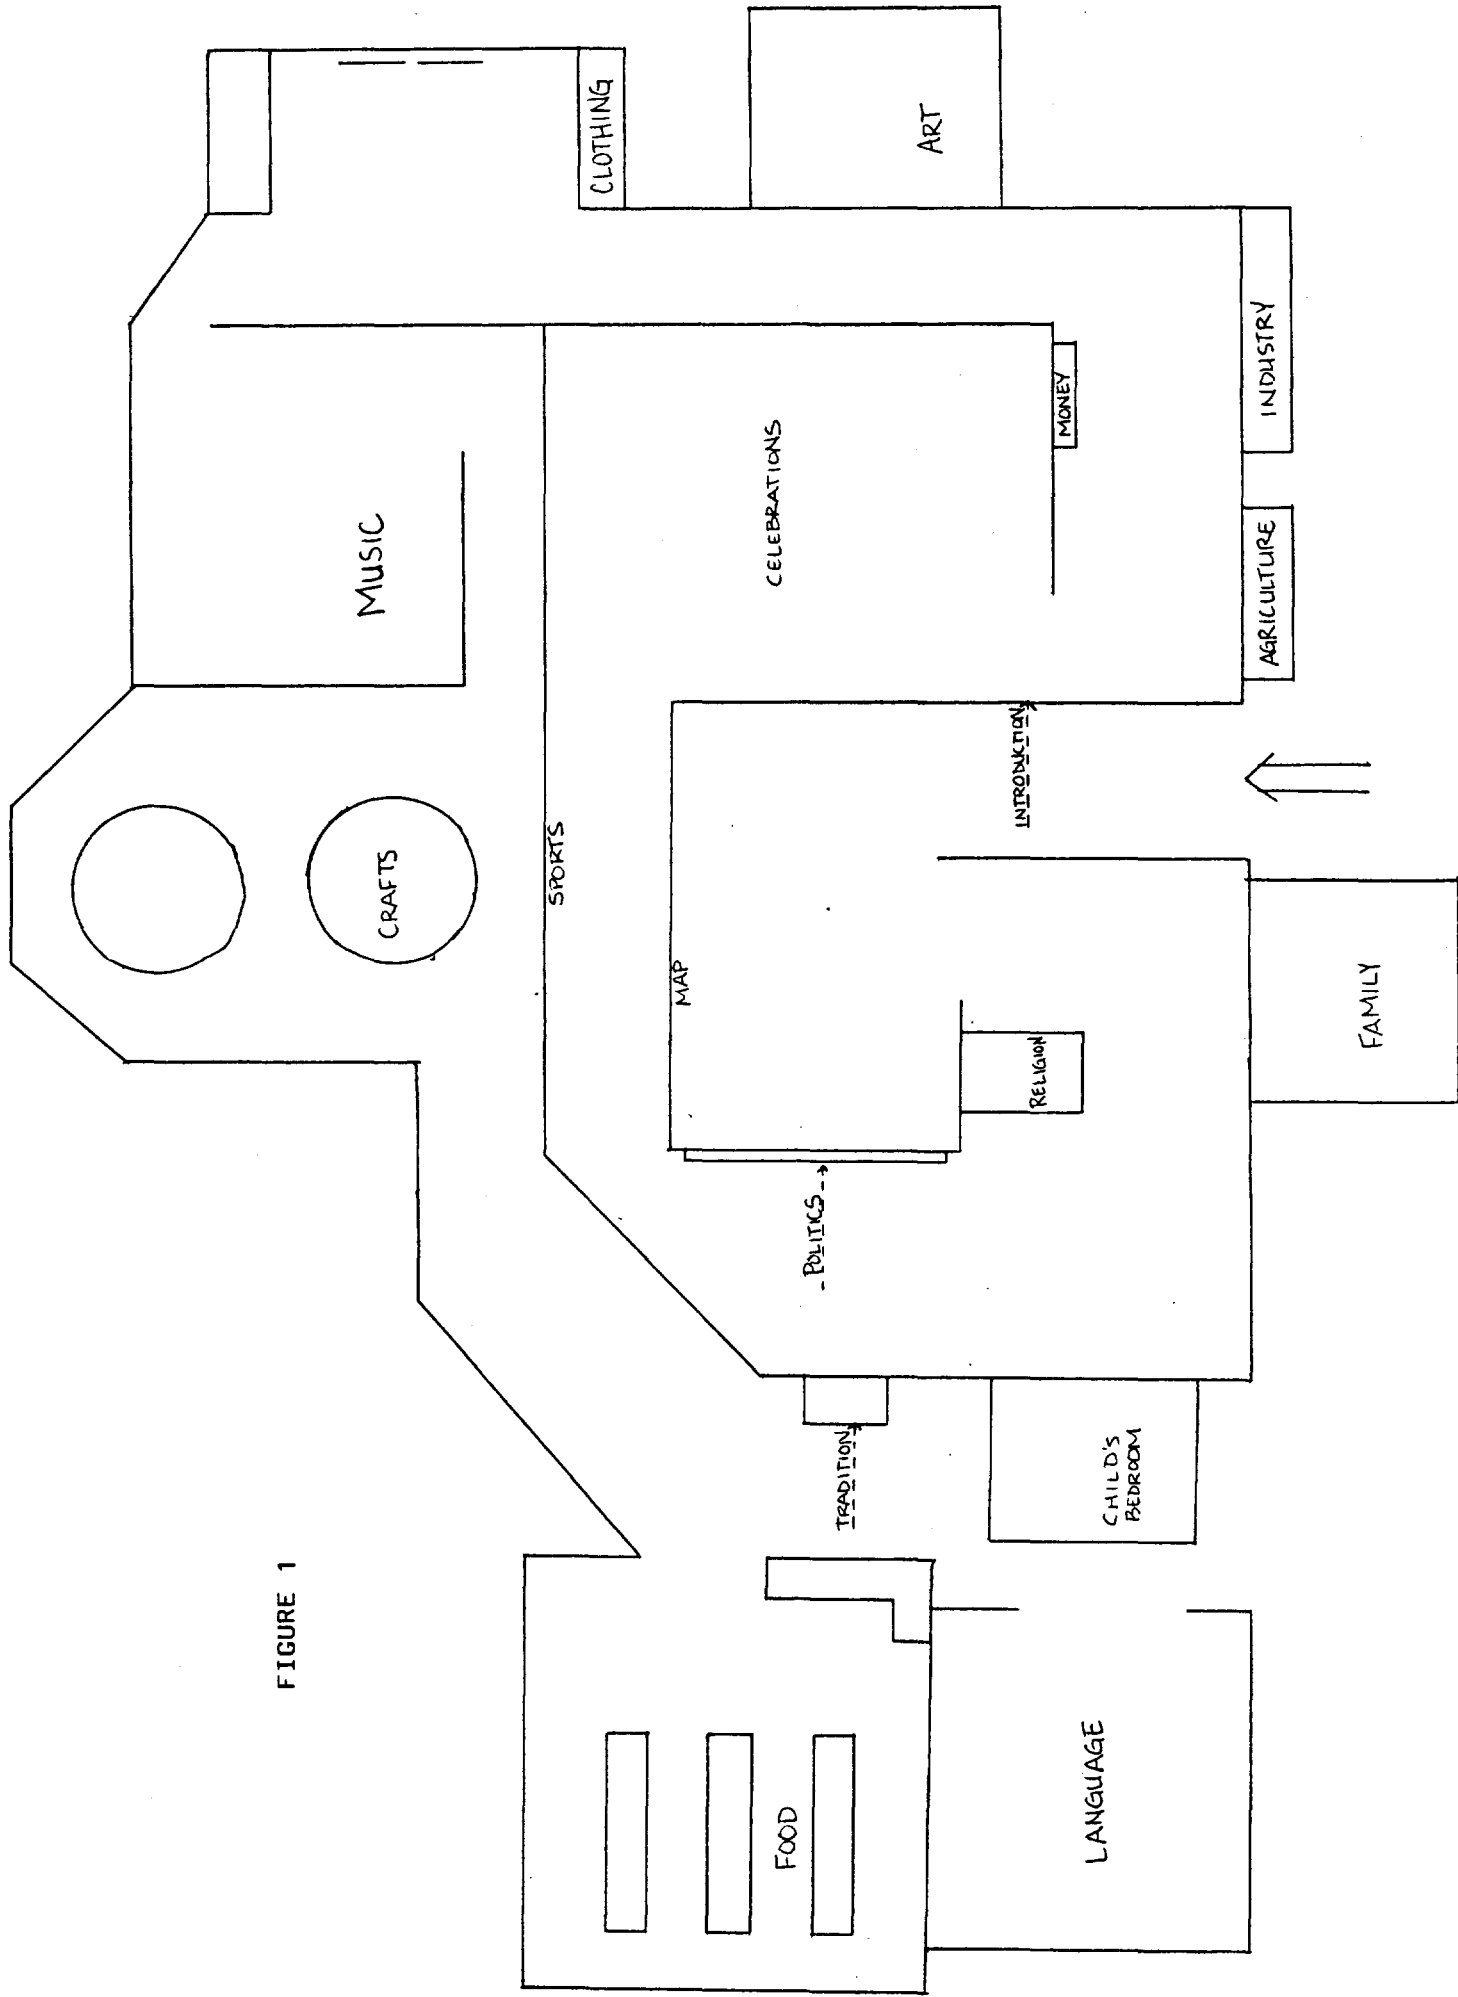 FIGURE 1
CRAFTS
MUSIC
CLOTHING
SPORTS
MAP
CELEBRATIONS
ART
FOOD
TRADITION
POLITICS
RELIGION
INTRODUCTION
MONEY
LANGUAGE
CHILD'S
BEDROOM
FAMILY
AGRICULTURE
INDUSTRY